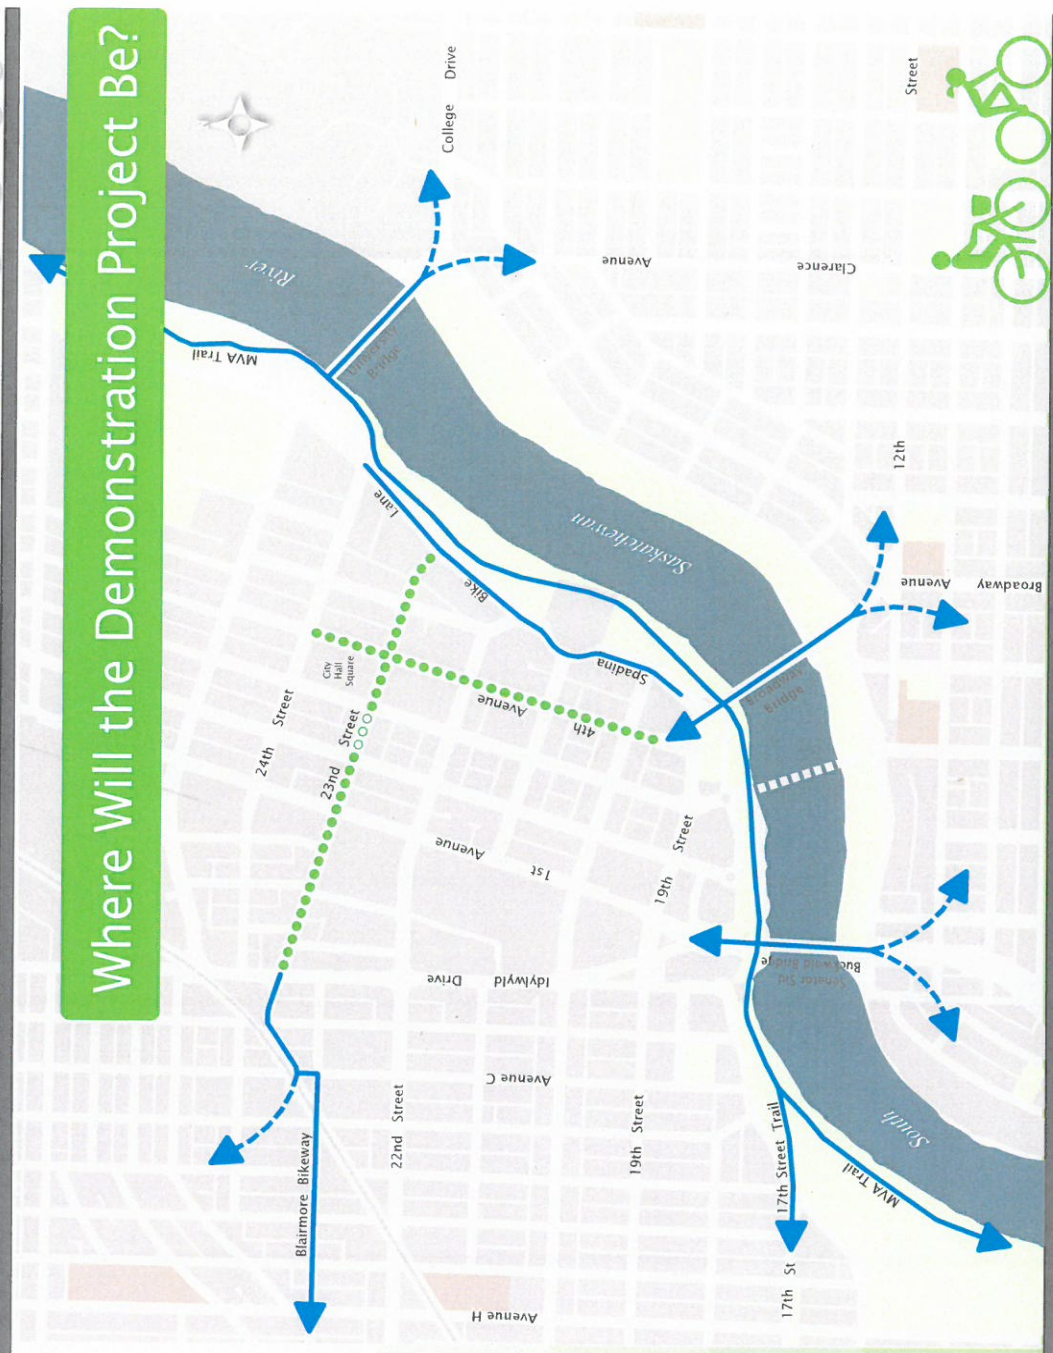 Where Will the Demonstration Project Be?
College Drive
Clarence
Avenue
12th
Street
River
MVA Trail
University
Bridge
Saskatchewan
Spadina
Bike
Lane
City
Hall
Square
24th Street
23nd Street
4th
Avenue
Broadway
Avenue
Broadway
Bridge
1st
Avenue
19th Street
Idylwyld Drive
Senator Sid
Buckwold Bridge
Avenue C
22nd Street
19th Street
17th Street Trail
Blairmore Bikeway
MVA Trail
South
17th St
Avenue H